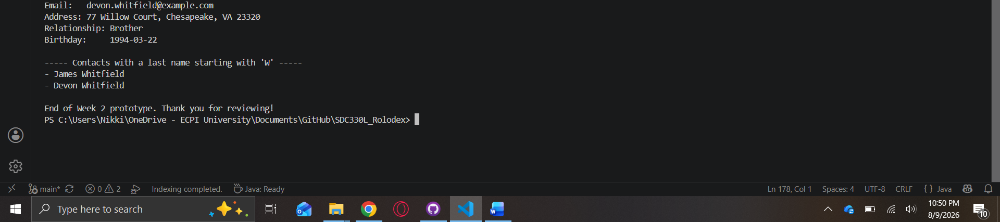 Email:   devon.whitfield@example.com
Address: 77 Willow Court, Chesapeake, VA 23320
Relationship: Brother
Birthday:     1994-03-22
----- Contacts with a last name starting with 'W' -----
- James Whitfield
- Devon Whitfield
End of Week 2 prototype. Thank you for reviewing!
PS C:\Users\Nikki\OneDrive - ECPI University\Documents\GitHub\SDC330L_Rolodex>
main* 0 2 Indexing completed. Java: Ready Ln 178, Col 1 Spaces: 4 UTF-8 CRLF { } Java
Type here to search
10:50 PM
8/9/2026
10